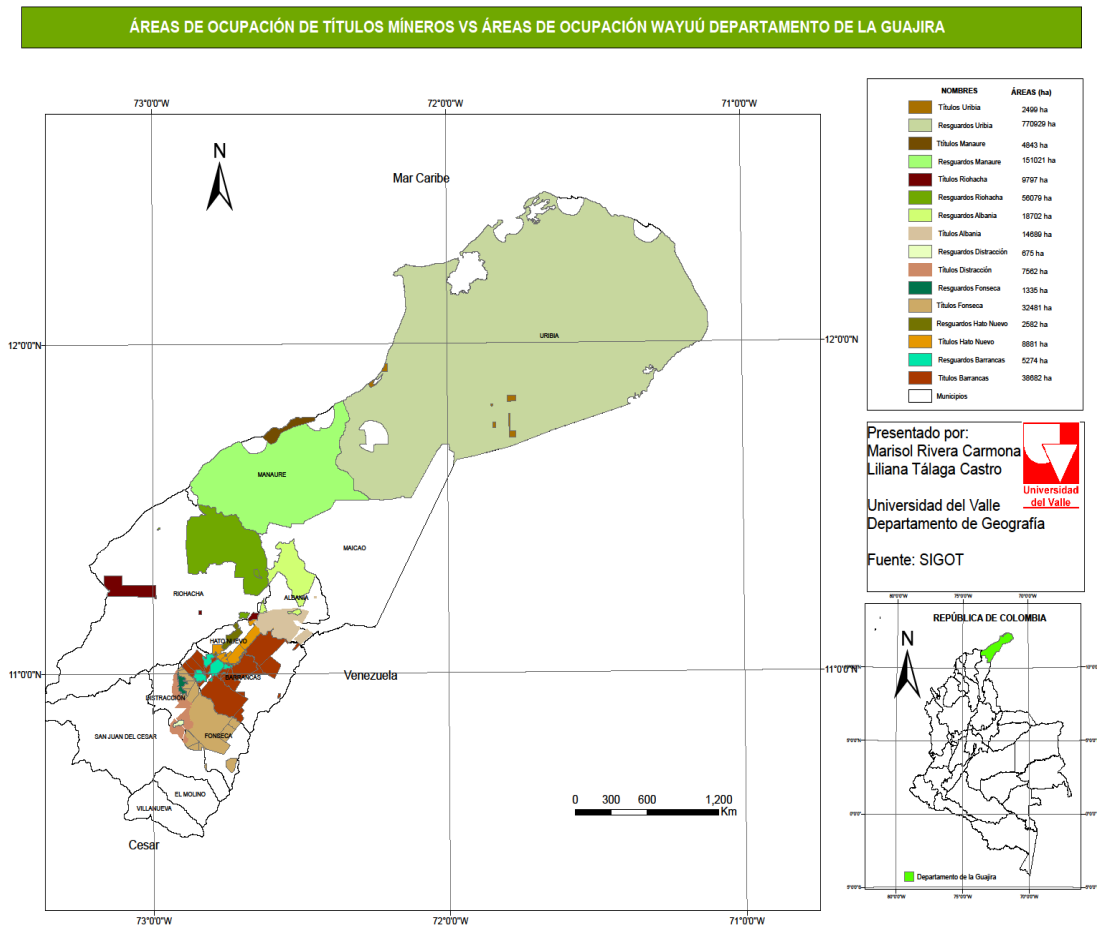 ÁREAS DE OCUPACIÓN DE TÍTULOS MÍNEROS VS ÁREAS DE OCUPACIÓN WAYUÚ DEPARTAMENTO DE LA GUAJIRA
73°0'0"W 72°0'0"W 71°0'0"W
N
Mar Caribe
URIBIA
12°0'0"N 12°0'0"N
MANAURE
MAICAO
RIOHACHA
ALBANIA
HATO NUEVO
11°0'0"N 11°0'0"N
Venezuela
BARRANCAS
DISTRACCIÓN
SAN JUAN DEL CESAR
FONSECA
EL MOLINO
VILLANUEVA
Cesar
0 300 600 1,200
Km
73°0'0"W 72°0'0"W 71°0'0"W
NOMBRES ÁREAS (ha)
Títulos Uribia 2499 ha
Resguardos Uribia 770929 ha
Ttítulos Manaure 4843 ha
Resguardos Manaure 151021 ha
Títulos Riohacha 9797 ha
Resguardos Riohacha 56079 ha
Resguardos Albania 18702 ha
Títulos Albania 14689 ha
Resguardos Distracción 675 ha
Títulos Distracción 7562 ha
Resguardos Fonseca 1335 ha
Títulos Fonseca 32481 ha
Resguardos Hato Nuevo 2582 ha
Títulos Hato Nuevo 8881 ha
Resguardos Barrancas 5274 ha
Titulos Barrancas 38682 ha
Municipios
Presentado por:
Marisol Rivera Carmona
Liliana Tálaga Castro
Universidad
del Valle
Universidad del Valle
Departamento de Geografía
Fuente: SIGOT
REPÚBLICA DE COLOMBIA
N
Departamento de la Guajira